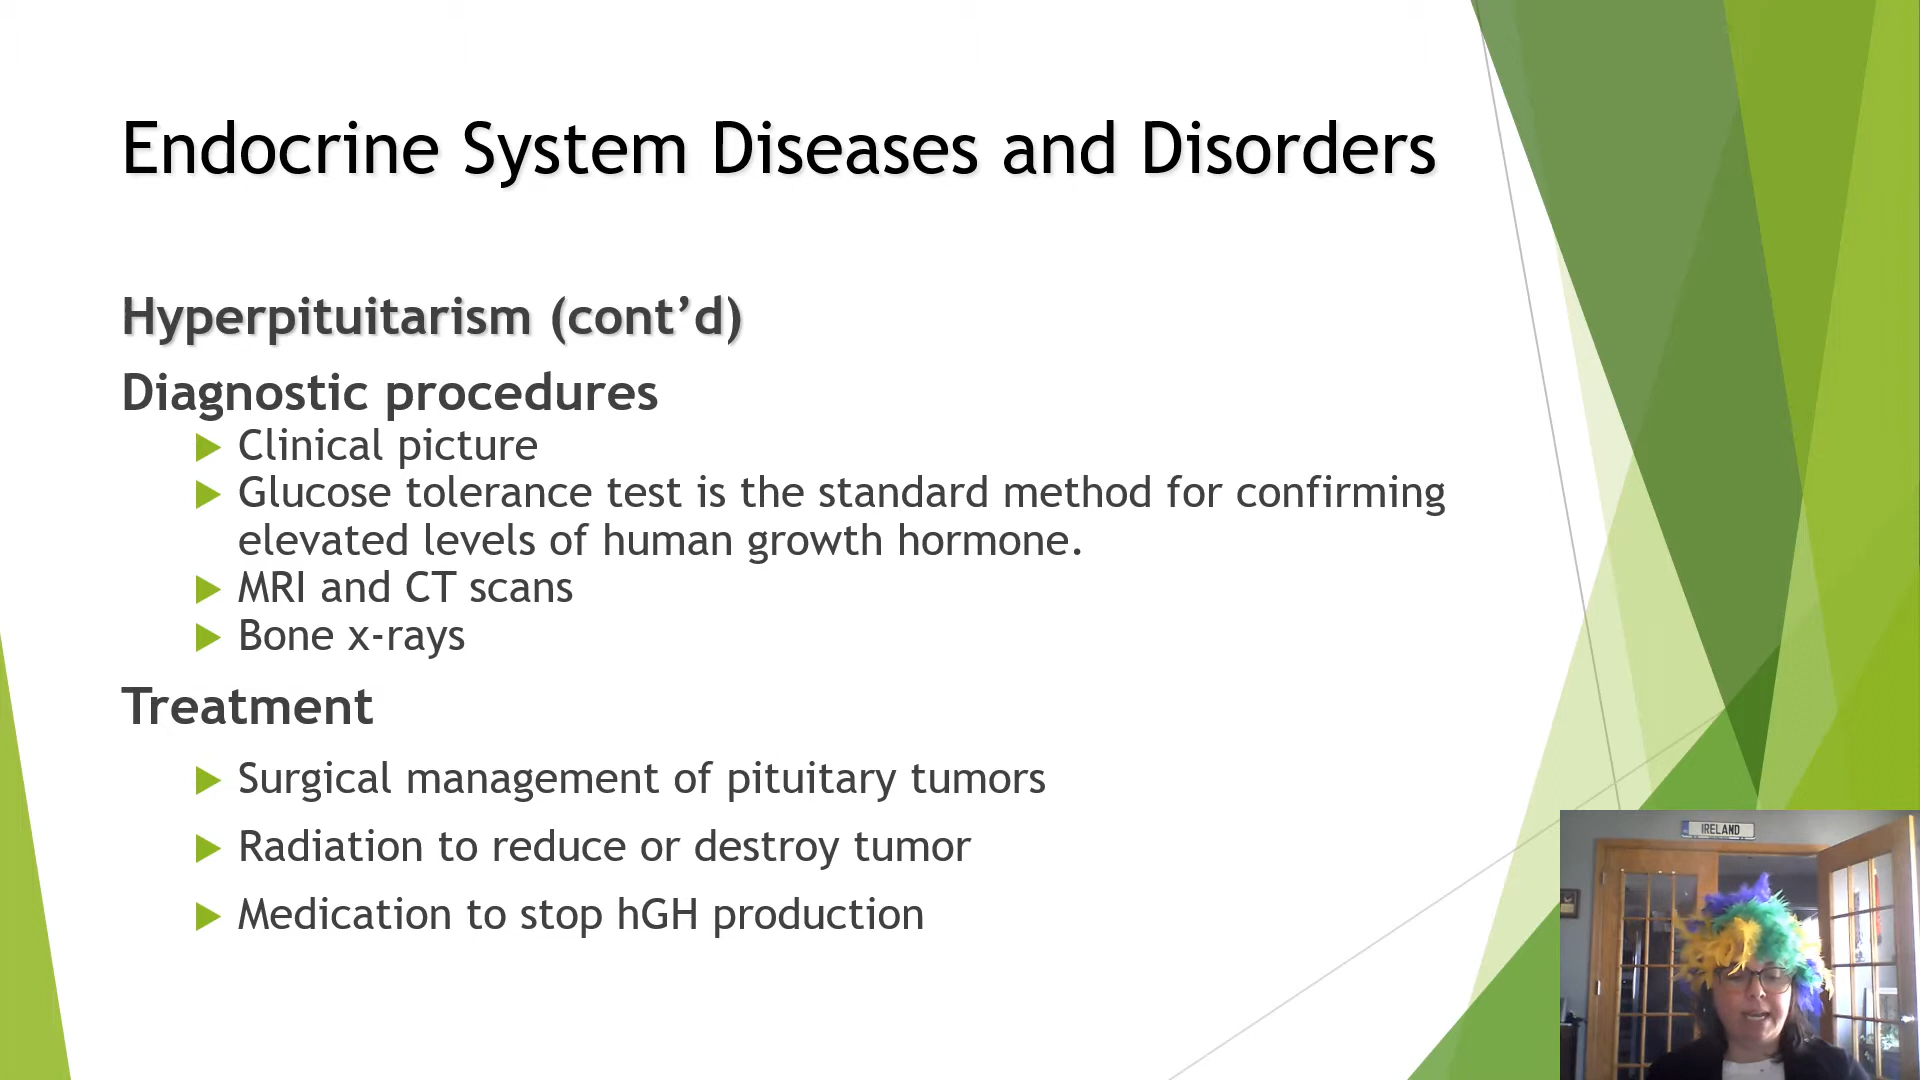 Endocrine System Diseases and Disorders
Hyperpituitarism (cont’d)
Diagnostic procedures
Clinical picture
Glucose tolerance test is the standard method for confirming
elevated levels of human growth hormone.
MRI and CT scans
Bone x-rays
Treatment
Surgical management of pituitary tumors
Radiation to reduce or destroy tumor
Medication to stop hGH production
IRELAND